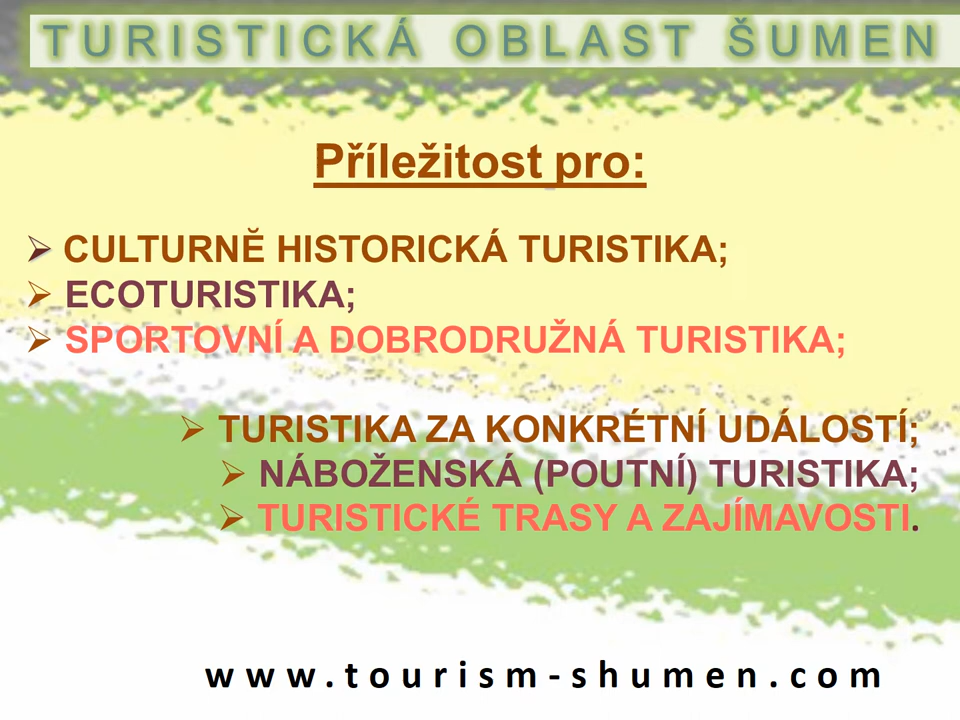 TURISTICKÁ OBLAST ŠUMEN
Příležitost pro:
➢ CULTURNĚ HISTORICKÁ TURISTIKA;
➢ ECOTURISTIKA;
➢ SPORTOVNÍ A DOBRODRUŽNÁ TURISTIKA;
➢ TURISTIKA ZA KONKRÉTNÍ UDÁLOSTÍ;
➢ NÁBOŽENSKÁ (POUTNÍ) TURISTIKA;
➢ TURISTICKÉ TRASY A ZAJÍMAVOSTI.
www.tourism-shumen.com